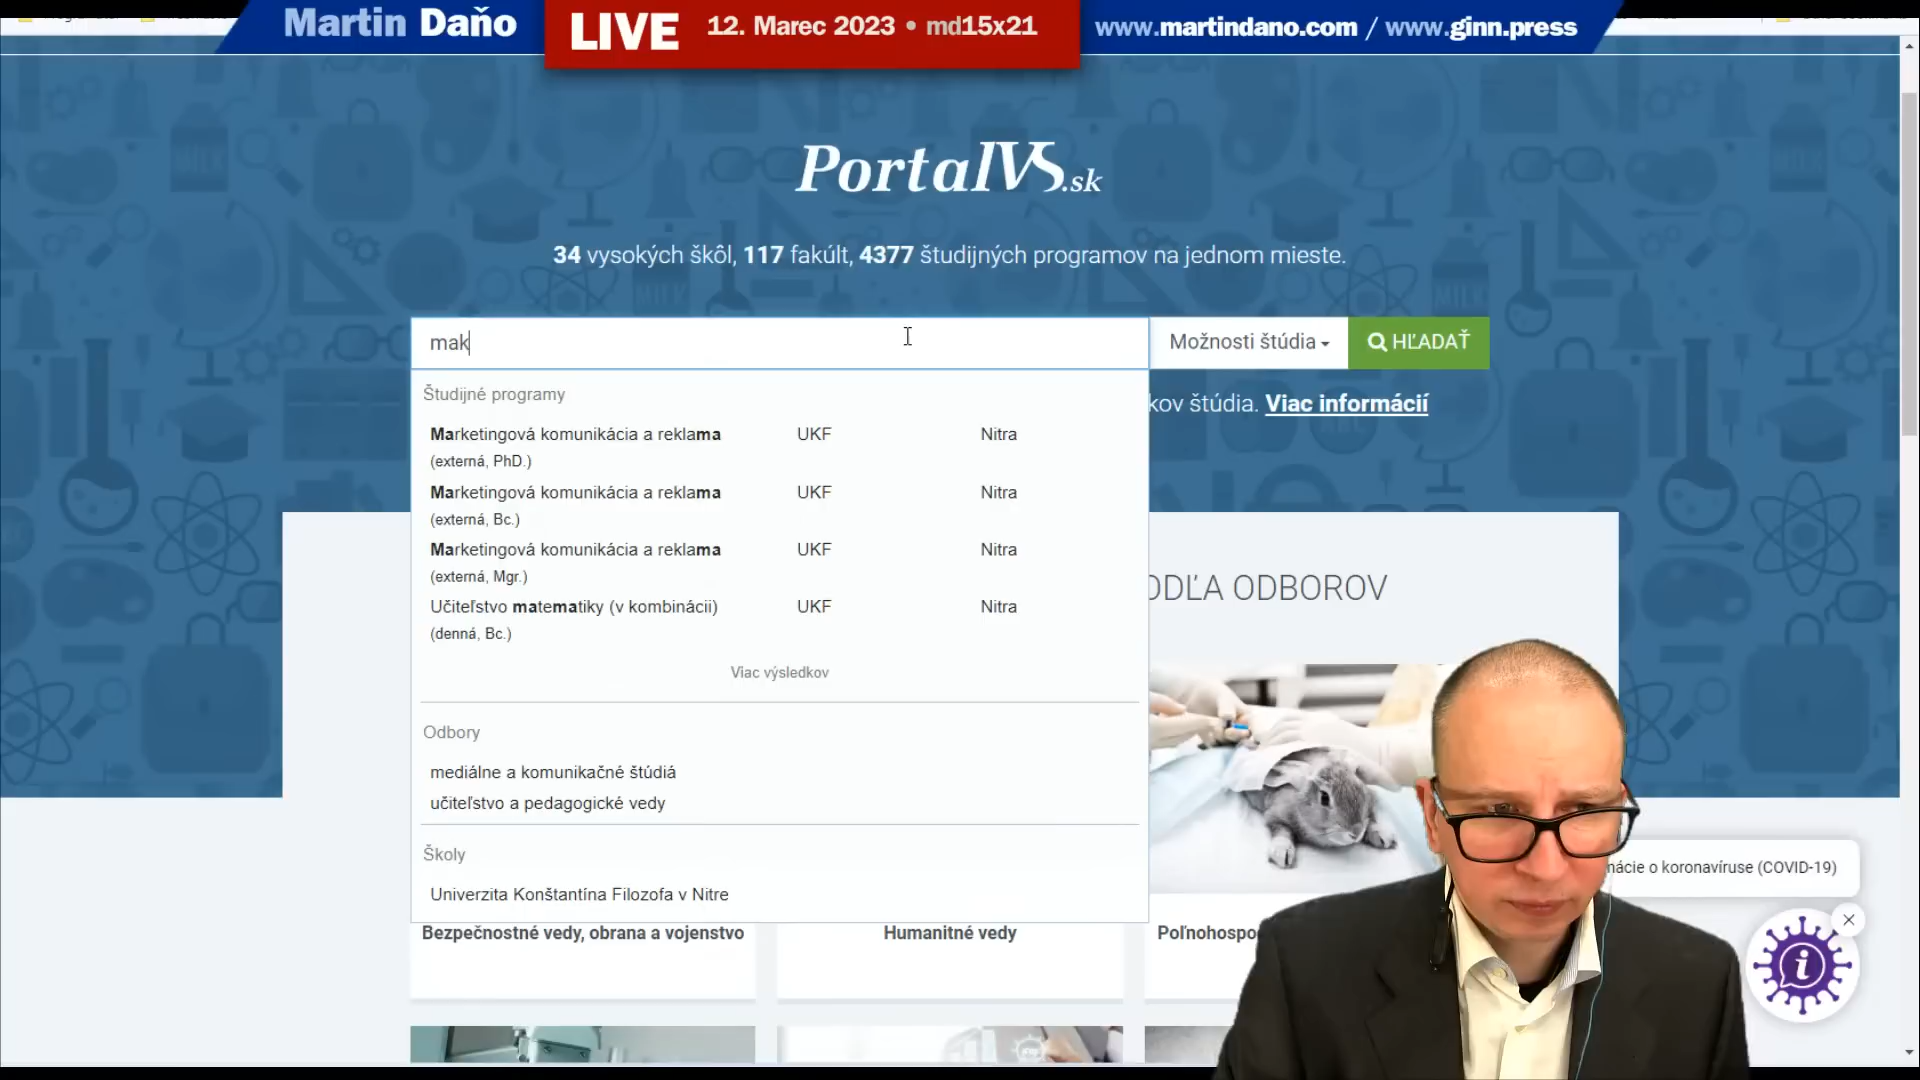 Martin Daňo
LIVE
12. Marec 2023 • md15x21
www.martindano.com / www.ginn.press
PortalVS.sk
34 vysokých škôl, 117 fakúlt, 4377 študijných programov na jednom mieste.
mak
Možnosti štúdia
HĽADAŤ
kov štúdia. Viac informácií
Študijné programy
Marketingová komunikácia a reklama UKF Nitra
(externá, PhD.)
Marketingová komunikácia a reklama UKF Nitra
(externá, Bc.)
Marketingová komunikácia a reklama UKF Nitra
(externá, Mgr.)
Učiteľstvo matematiky (v kombinácii) UKF Nitra
(denná, Bc.)
Viac výsledkov
ODĽA ODBOROV
Odbory
mediálne a komunikačné štúdiá
učiteľstvo a pedagogické vedy
Školy
Univerzita Konštantína Filozofa v Nitre
mácie o koronavíruse (COVID-19)
Bezpečnostné vedy, obrana a vojenstvo
Humanitné vedy
Poľnohospo